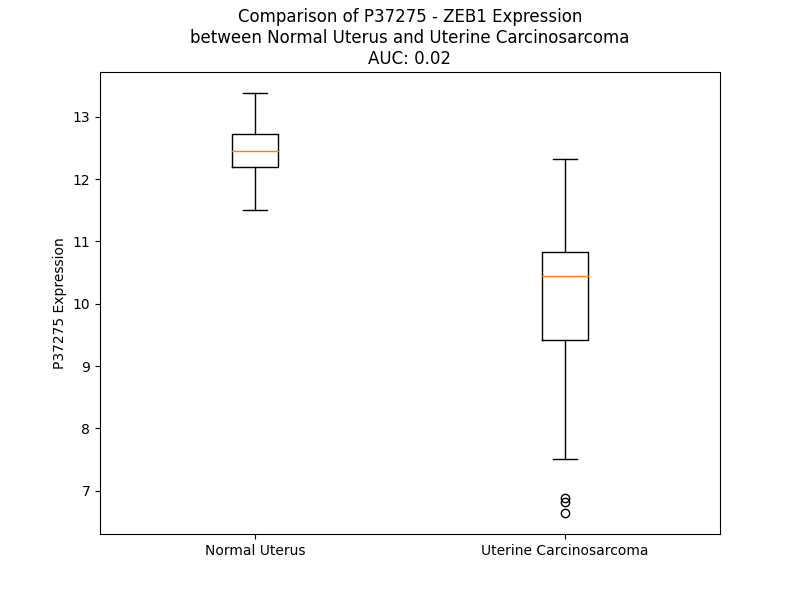 Comparison of P37275 - ZEB1 Expression
between Normal Uterus and Uterine Carcinosarcoma
AUC: 0.02
13
12
11
10
9
8
7
P37275 Expression
Normal Uterus
Uterine Carcinosarcoma